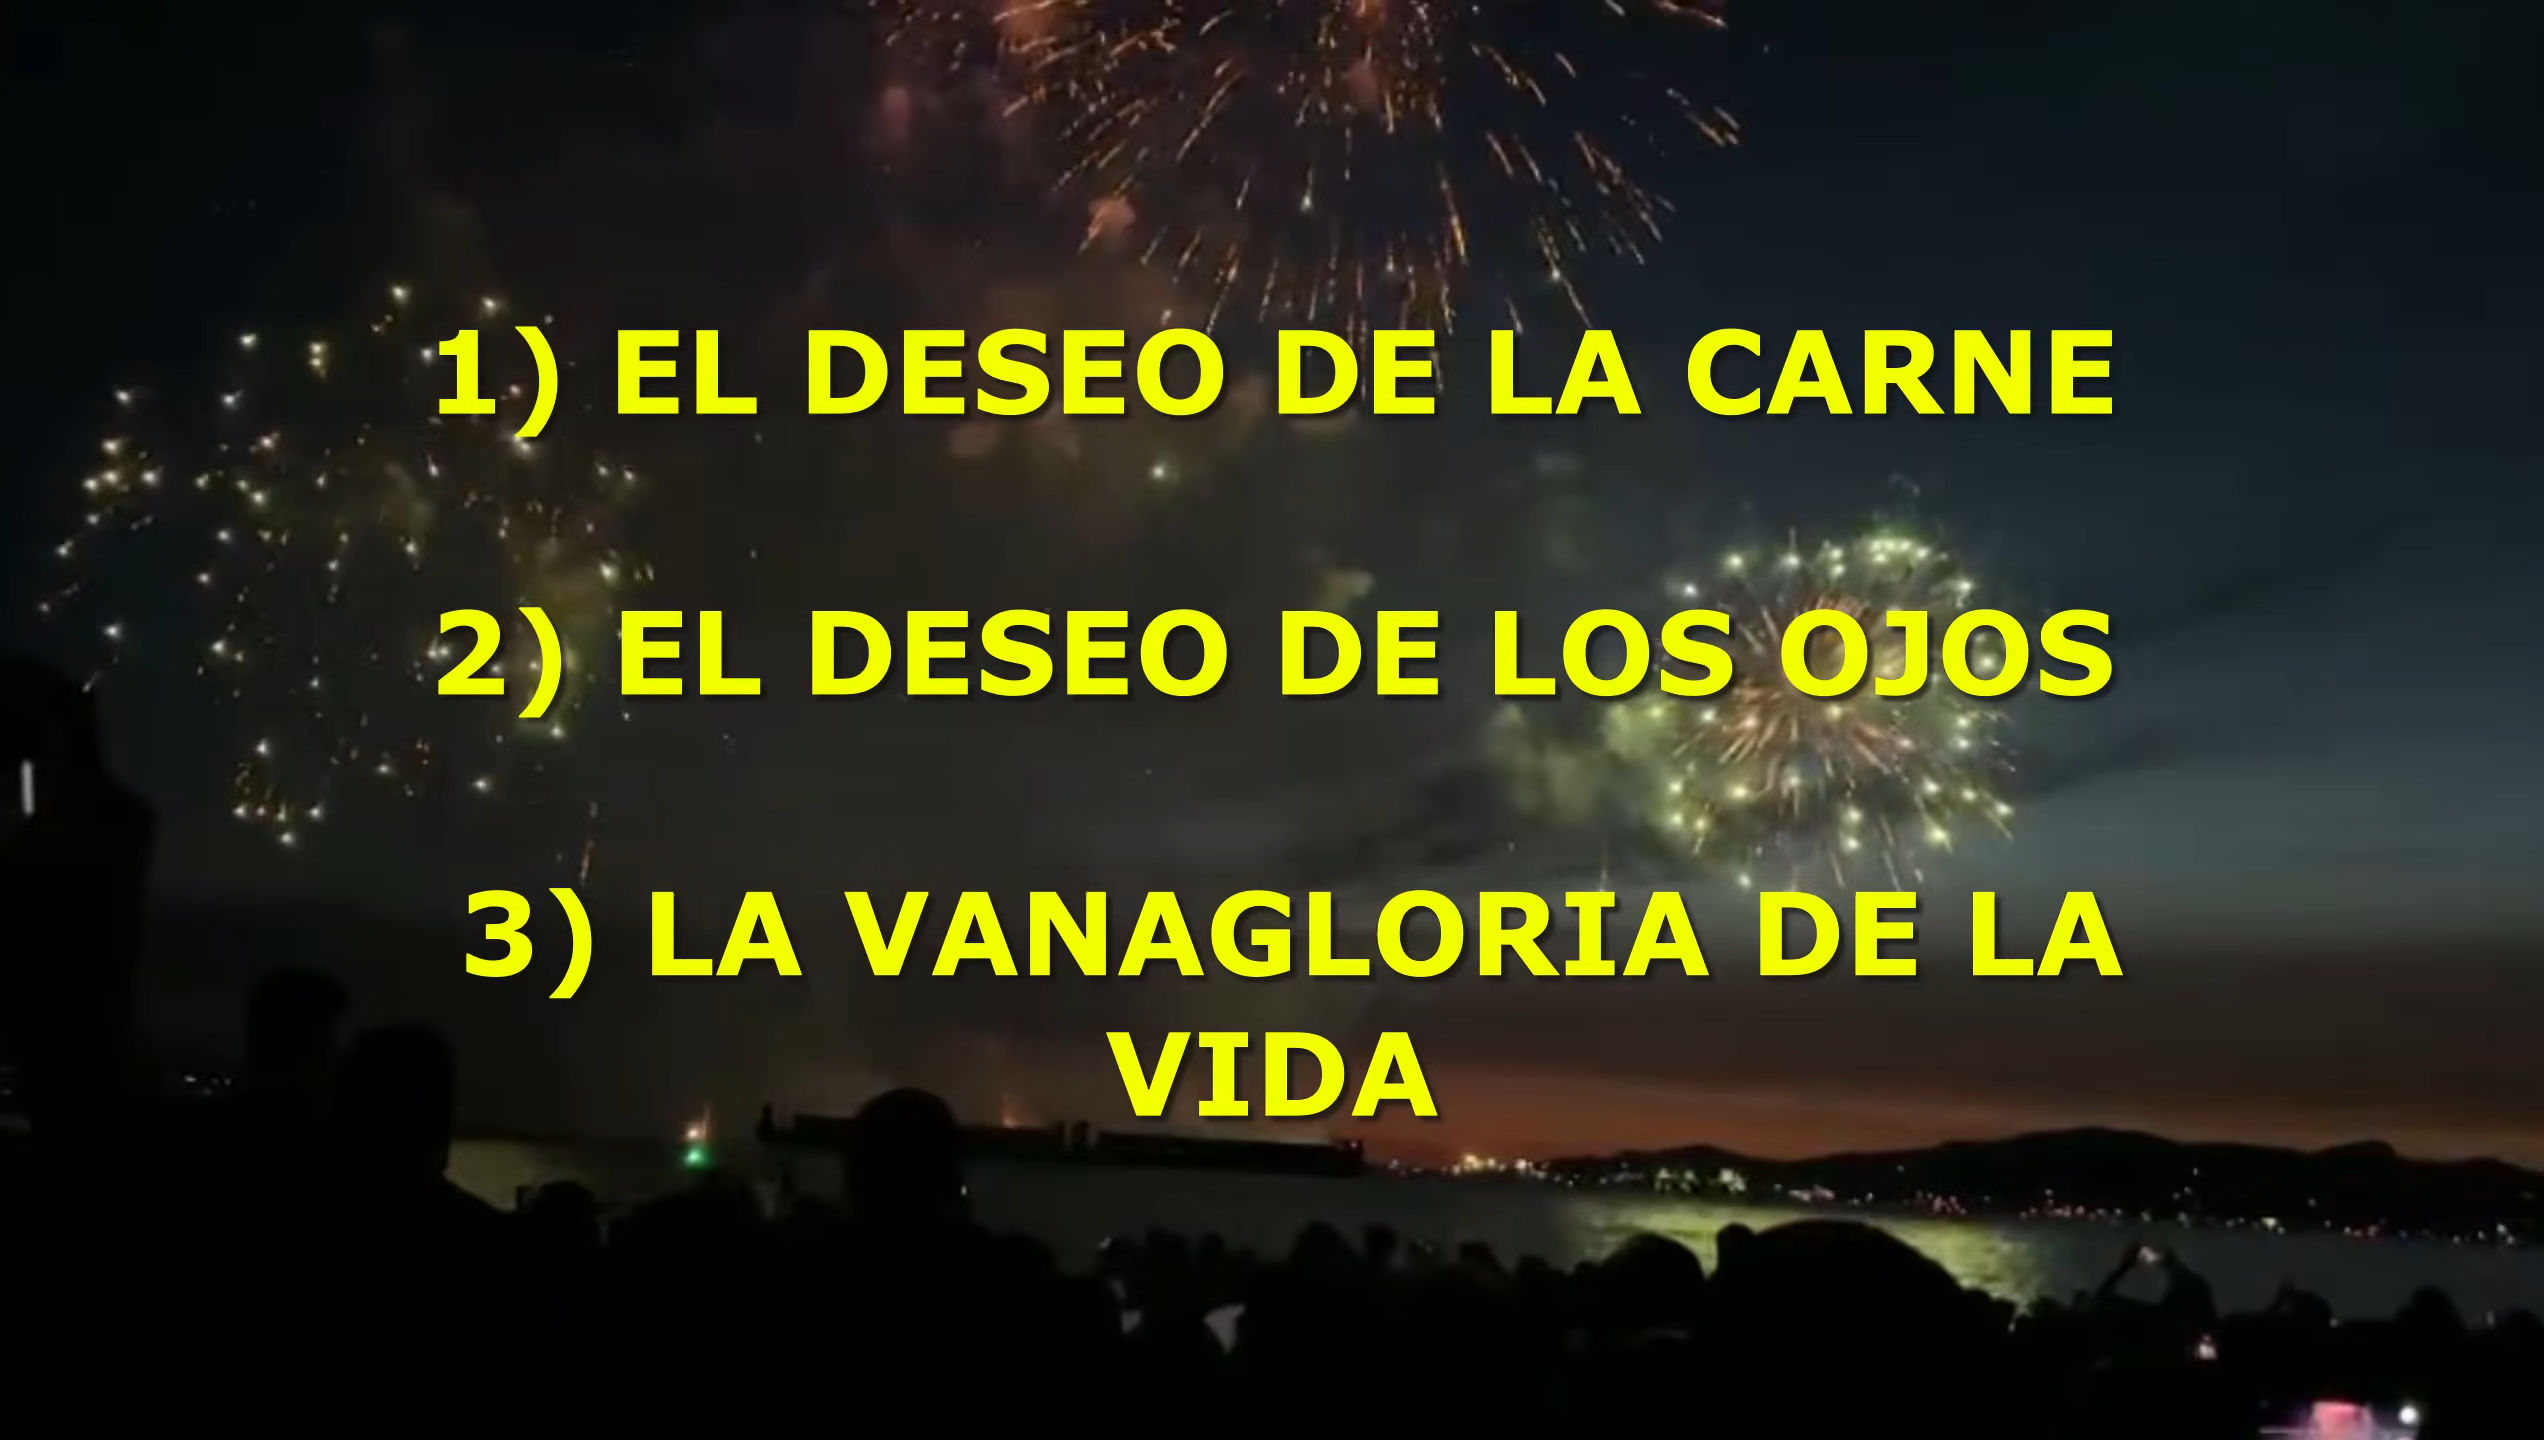 1) EL DESEO DE LA CARNE
2) EL DESEO DE LOS OJOS
3) LA VANAGLORIA DE LA
VIDA